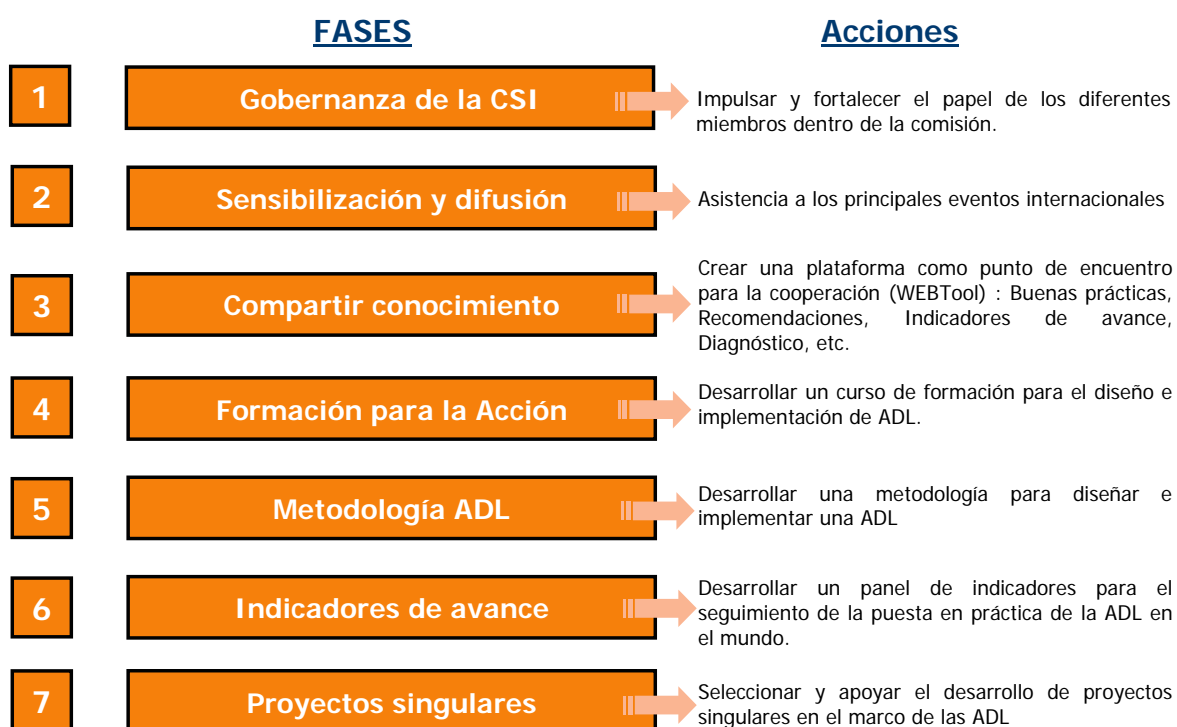 FASES
Acciones
1
Gobernanza de la CSI
Impulsar y fortalecer el papel de los diferentes
miembros dentro de la comisión.
2
Sensibilización y difusión
Asistencia a los principales eventos internacionales
3
Compartir conocimiento
Crear una plataforma como punto de encuentro
para la cooperación (WEBTool) : Buenas prácticas,
Recomendaciones, Indicadores de avance,
Diagnóstico, etc.
4
Formación para la Acción
Desarrollar un curso de formación para el diseño e
implementación de ADL.
5
Metodología ADL
Desarrollar una metodología para diseñar e
implementar una ADL
6
Indicadores de avance
Desarrollar un panel de indicadores para el
seguimiento de la puesta en práctica de la ADL en
el mundo.
7
Proyectos singulares
Seleccionar y apoyar el desarrollo de proyectos
singulares en el marco de las ADL